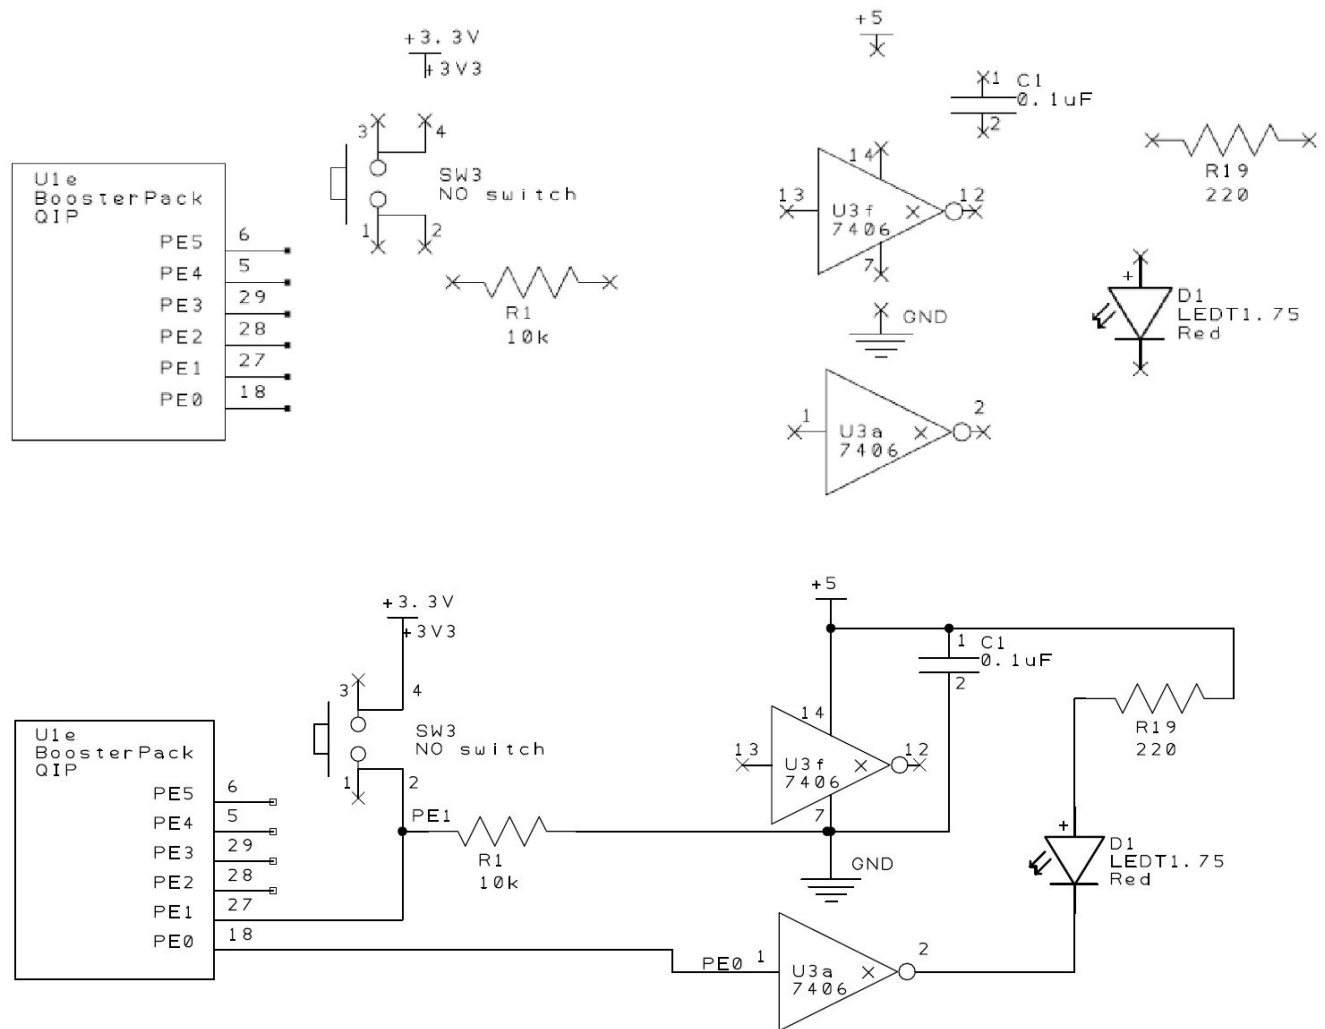 +5
+3.3V
+3V3
1
C1
0.1uF
2
3
4
14
R19
220
U1e
BoosterPack
QIP
SW3
NO switch
13
12
U3f
7406
1
2
PE5
6
7
PE4
5
+
D1
LEDT1.75
Red
PE3
29
R1
10k
GND
PE2
28
PE1
27
PE0
18
1
2
U3a
7406
+5
+3.3V
+3V3
1
C1
0.1uF
2
3
4
14
R19
220
U1e
BoosterPack
QIP
SW3
NO switch
13
12
U3f
7406
1
2
PE5
6
7
PE1
PE4
5
+
D1
LEDT1.75
Red
PE3
29
R1
10k
GND
PE2
28
PE1
27
PE0
18
PE0
1
2
U3a
7406